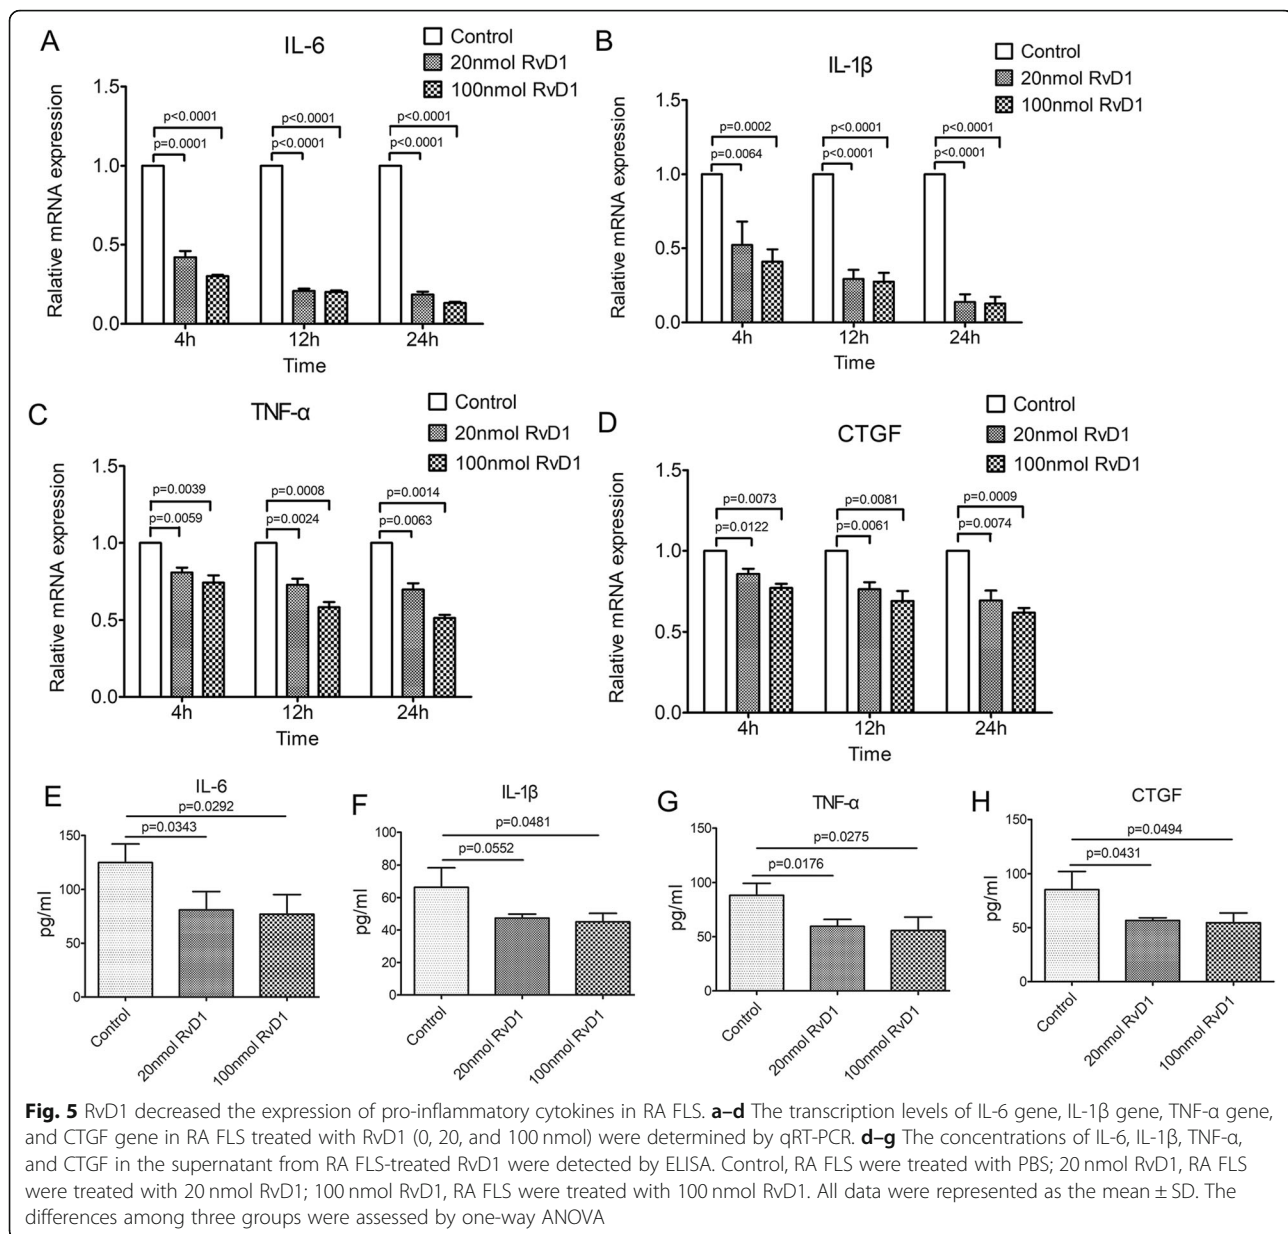 A
IL-6
Control
20nmol RvD1
100nmol RvD1
Ralative mRNA expression
1.5
1.0
0.5
0.0
p<0.0001
p=0.0001
p<0.0001
p<0.0001
p<0.0001
p<0.0001
4h
12h
24h
Time
B
IL-1β
Control
20nmol RvD1
100nmol RvD1
Ralative mRNA expression
1.5
1.0
0.5
0.0
p=0.0002
p=0.0064
p<0.0001
p<0.0001
p<0.0001
p<0.0001
4h
12h
24h
Time
C
TNF-α
Control
20nmol RvD1
100nmol RvD1
Ralative mRNA expression
1.5
1.0
0.5
0.0
p=0.0039
p=0.0059
p=0.0008
p=0.0024
p=0.0014
p=0.0063
4h
12h
24h
Time
D
CTGF
Control
20nmol RvD1
100nmol RvD1
Ralative mRNA expression
1.5
1.0
0.5
0.0
p=0.0073
p=0.0122
p=0.0081
p=0.0061
p=0.0009
p=0.0074
4h
12h
24h
Time
E
IL-6
p=0.0292
p=0.0343
pg/ml
150
100
50
0
Control
20nmol RvD1
100nmol RvD1
F
IL-1β
p=0.0481
p=0.0552
pg/ml
100
80
60
40
20
0
Control
20nmol RvD1
100nmol RvD1
G
TNF-α
p=0.0275
p=0.0176
pg/ml
150
100
50
0
Control
20nmol RvD1
100nmol RvD1
H
CTGF
p=0.0494
p=0.0431
pg/ml
150
100
50
0
Control
20nmol RvD1
100nmol RvD1
Fig. 5 RvD1 decreased the expression of pro-inflammatory cytokines in RA FLS. a–d The transcription levels of IL-6 gene, IL-1β gene, TNF-α gene,
and CTGF gene in RA FLS treated with RvD1 (0, 20, and 100 nmol) were determined by qRT-PCR. d–g The concentrations of IL-6, IL-1β, TNF-α,
and CTGF in the supernatant from RA FLS-treated RvD1 were detected by ELISA. Control, RA FLS were treated with PBS; 20 nmol RvD1, RA FLS
were treated with 20 nmol RvD1; 100 nmol RvD1, RA FLS were treated with 100 nmol RvD1. All data were represented as the mean ± SD. The
differences among three groups were assessed by one-way ANOVA